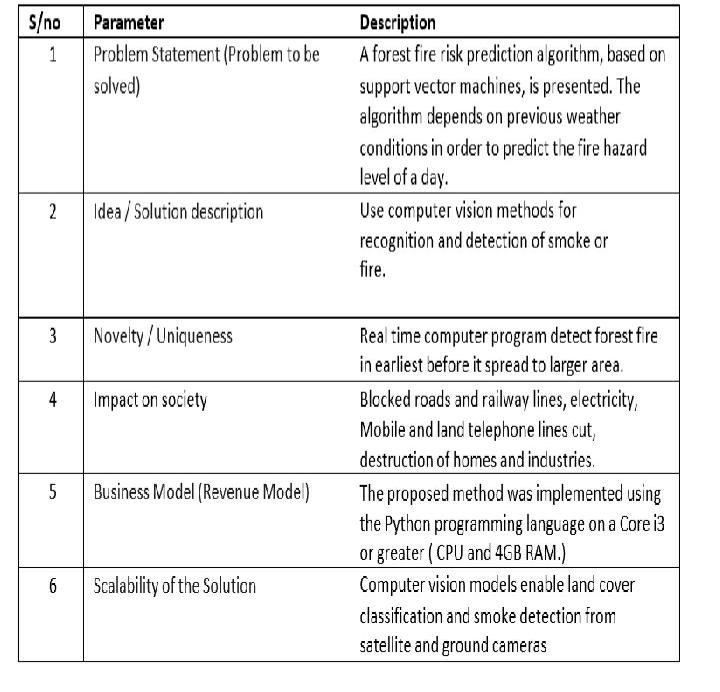 S/no Parameter Description
1 Problem Statement (Problem to be A forest fire risk prediction algorithm, based on
solved) support vector machines, is presented. The
algorithm depends on previous weather
conditions in order to predict the fire hazard
level of a day.
2 Idea / Solution description Use computer vision methods for
recognition and detection of smoke or
fire.
3 Novelty / Uniqueness Real time computer program detect forest fire
in earliest before it spread to larger area.
4 Impact on society Blocked roads and railway lines, electricity,
Mobile and land telephone lines cut,
destruction of homes and industries.
5 Business Model (Revenue Model) The proposed method was implemented using
the Python programming language on a Core i3
or greater ( CPU and 4GB RAM.)
6 Scalability of the Solution Computer vision models enable land cover
classification and smoke detection from
satellite and ground cameras